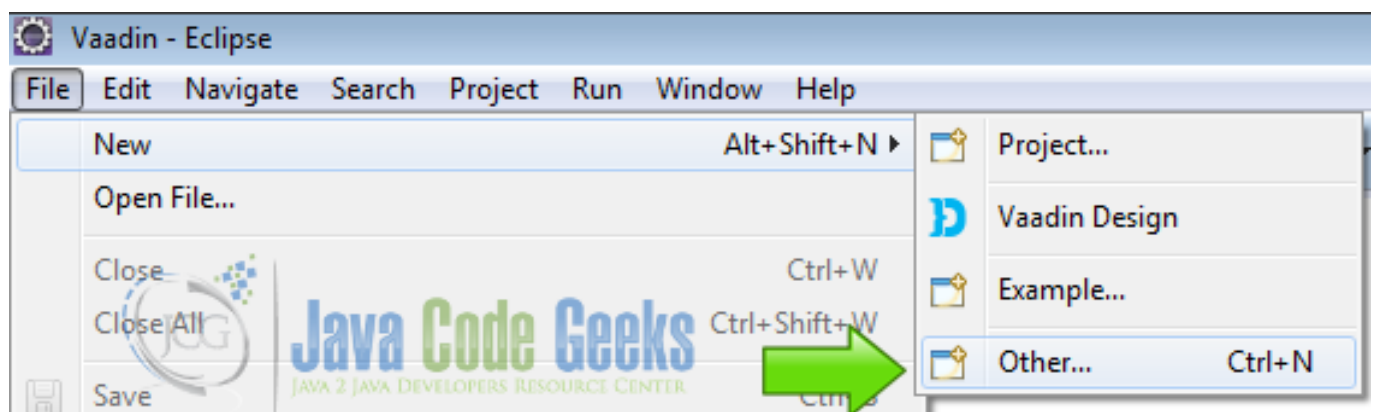 Vaadin - Eclipse
File Edit Navigate Search Project Run Window Help
New Alt+Shift+N
Open File...
Close Ctrl+W
Close All Ctrl+Shift+W
Save
Project...
Vaadin Design
Example...
Other... Ctrl+N
JCG
Java Code Geeks
JAVA 2 JAVA DEVELOPERS RESOURCE CENTER